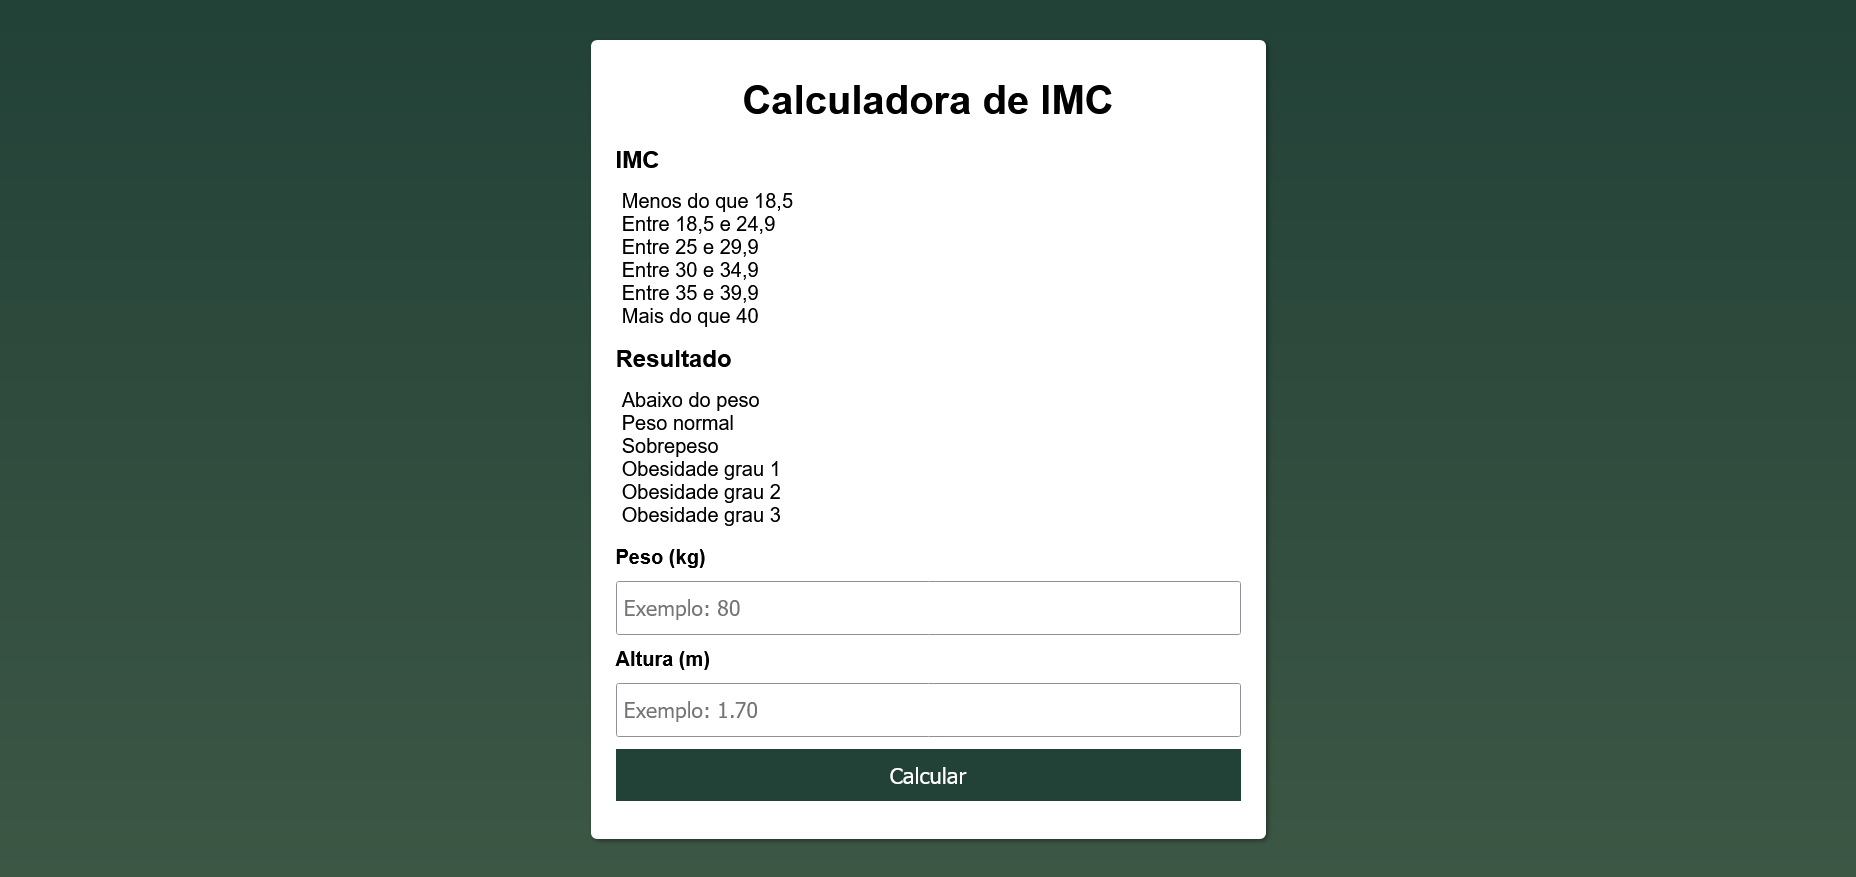 Calculadora de IMC
IMC
Menos do que 18,5
Entre 18,5 e 24,9
Entre 25 e 29,9
Entre 30 e 34,9
Entre 35 e 39,9
Mais do que 40
Resultado
Abaixo do peso
Peso normal
Sobrepeso
Obesidade grau 1
Obesidade grau 2
Obesidade grau 3
Peso (kg)
Exemplo: 80
Altura (m)
Exemplo: 1.70
Calcular